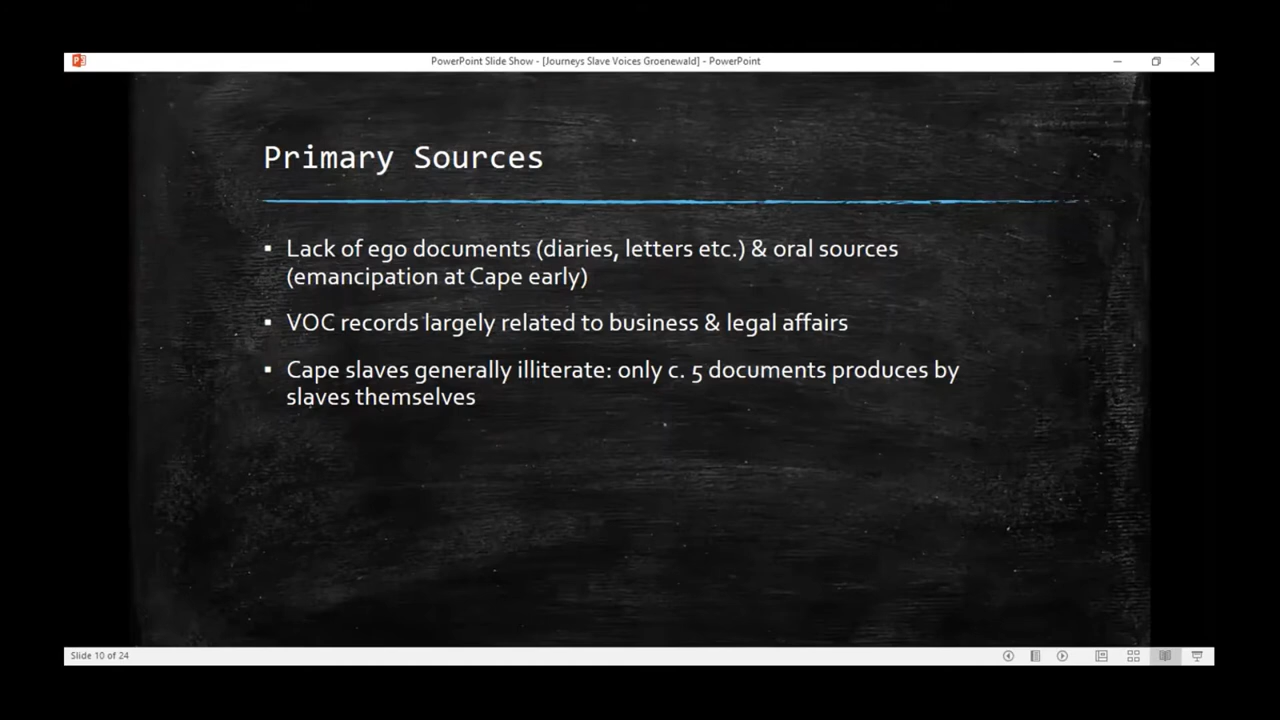 PowerPoint Slide Show - [Journeys Slave Voices Groenewald] - PowerPoint
Primary Sources
▪ Lack of ego documents (diaries, letters etc.) & oral sources
(emancipation at Cape early)
▪ VOC records largely related to business & legal affairs
▪ Cape slaves generally illiterate: only c. 5 documents produces by
slaves themselves
Slide 10 of 24